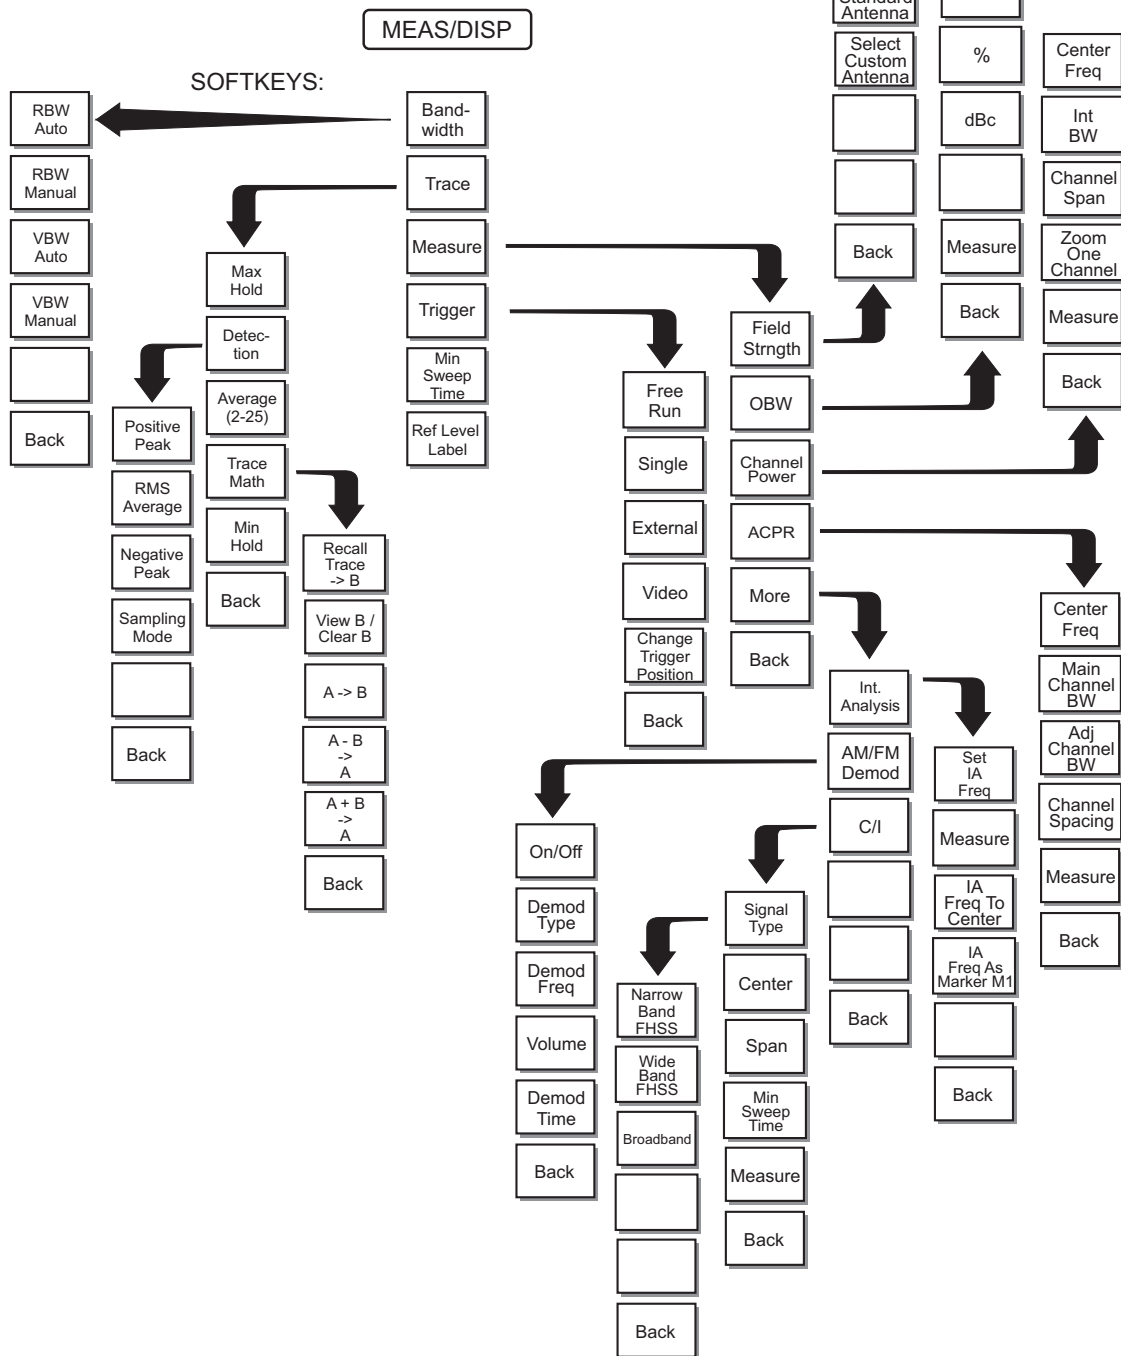 MEAS/DISP
SOFTKEYS:
RBW
Auto
RBW
Manual
VBW
Auto
VBW
Manual
Back
Band-
width
Trace
Measure
Trigger
Min
Sweep
Time
Ref Level
Label
Max
Hold
Detec-
tion
Average
(2-25)
Trace
Math
Min
Hold
Back
Positive
Peak
RMS
Average
Negative
Peak
Sampling
Mode
Back
Recall
Trace
-> B
View B /
Clear B
A -> B
A - B
->
A
A + B
->
A
Back
Free
Run
Single
External
Video
Change
Trigger
Position
Back
Field
Strngth
OBW
Channel
Power
ACPR
More
Back
Standard
Antenna
Select
Custom
Antenna
Back
%
dBc
Measure
Back
Center
Freq
Int
BW
Channel
Span
Zoom
One
Channel
Measure
Back
Center
Freq
Main
Channel
BW
Adj
Channel
BW
Channel
Spacing
Measure
Back
Int.
Analysis
AM/FM
Demod
C/I
Back
Set
IA
Freq
Measure
IA
Freq To
Center
IA
Freq As
Marker M1
Back
On/Off
Demod
Type
Demod
Freq
Volume
Demod
Time
Back
Signal
Type
Center
Span
Min
Sweep
Time
Measure
Back
Narrow
Band
FHSS
Wide
Band
FHSS
Broadband
Back